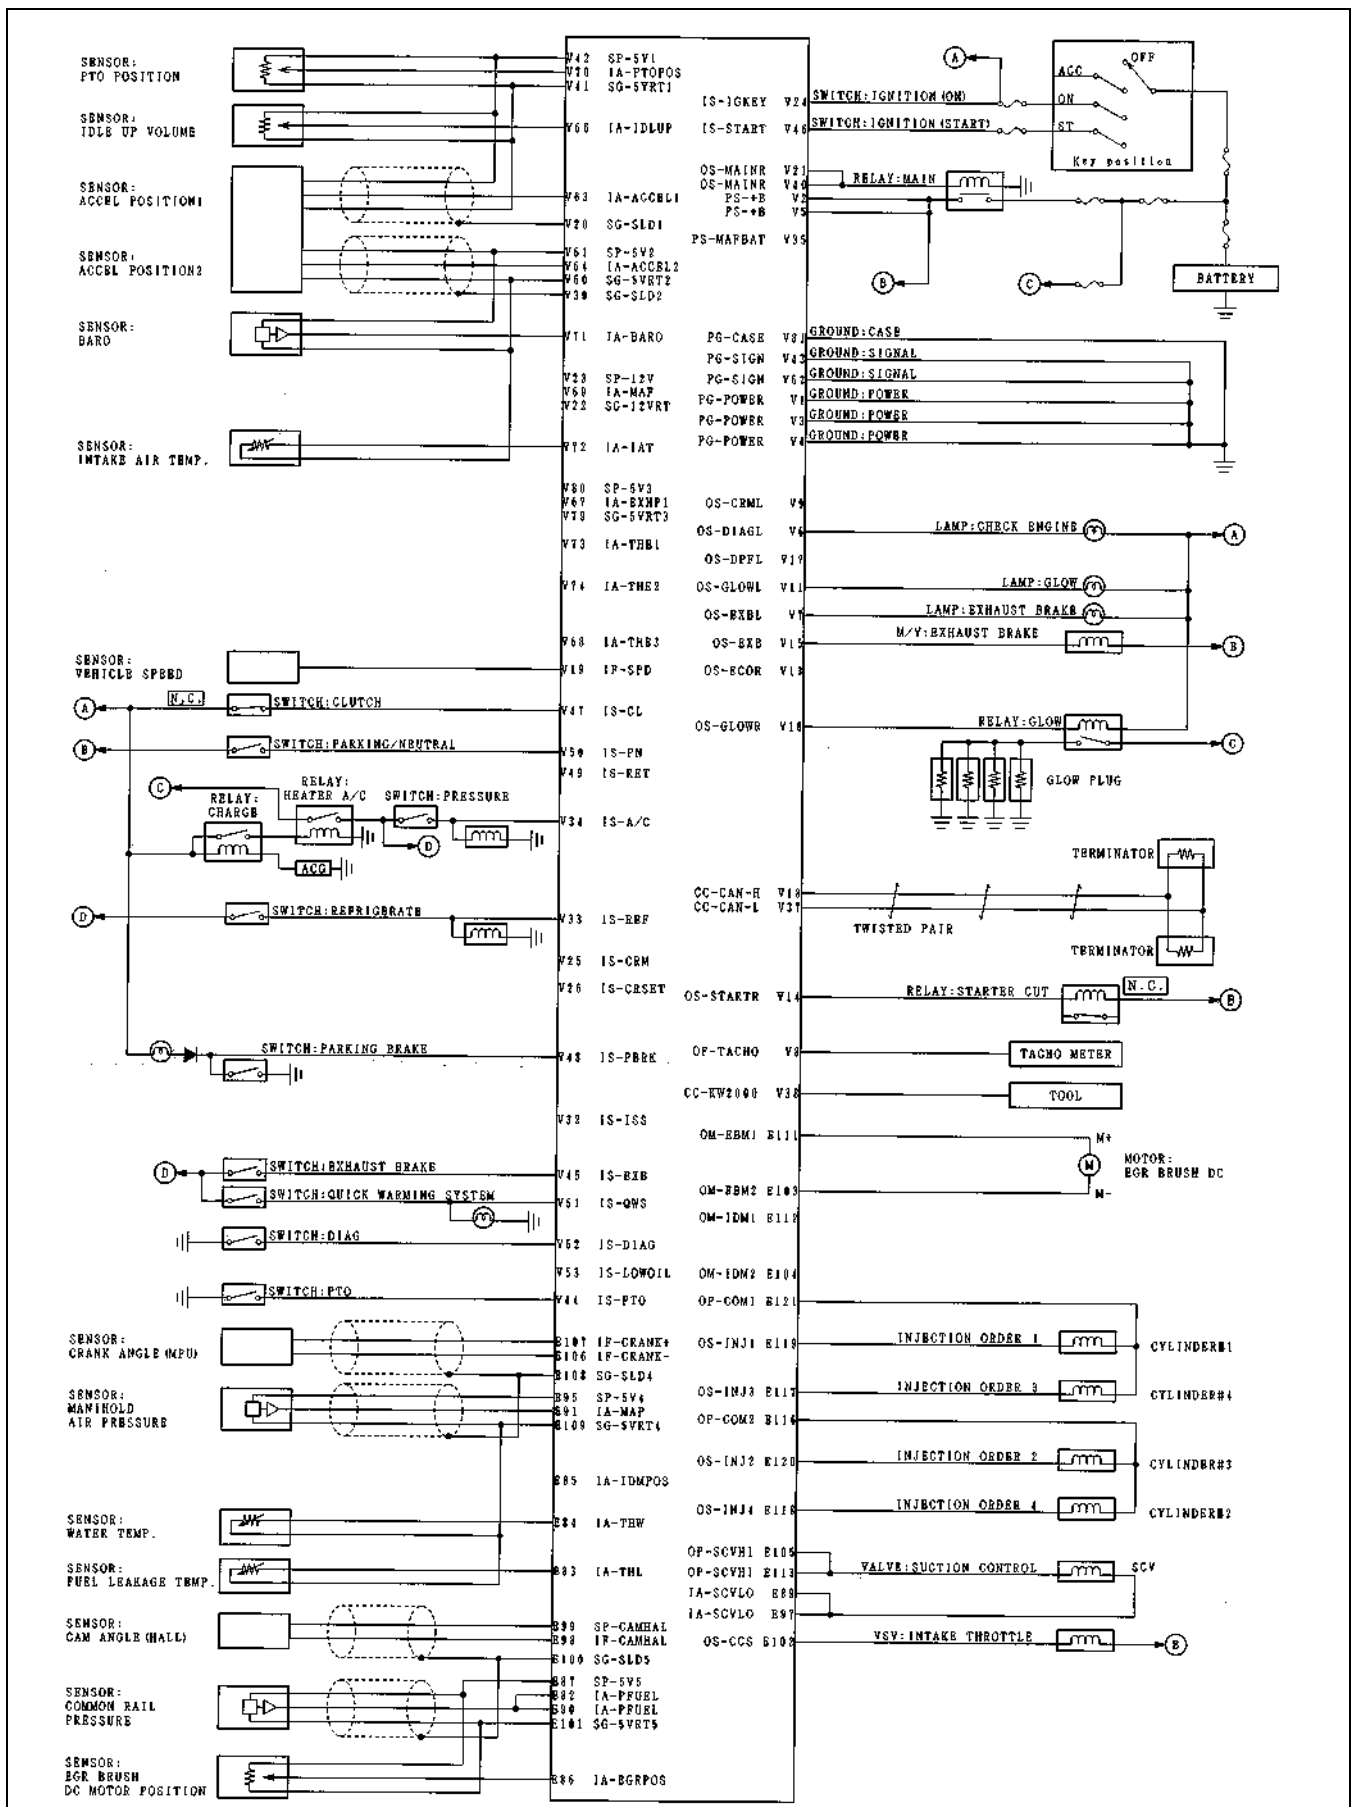 SENSOR:
PTO POSITION
V42 SP-5V1
V70 IA-PTOPOS
V41 SG-5VRT1
SENSOR:
IDLE UP VOLUME
V66 IA-IDLUP
SENSOR:
ACCEL POSITION1
V63 IA-ACCEL1
V20 SG-SLD1
SENSOR:
ACCEL POSITION2
V61 SP-5V2
V64 IA-ACCEL2
V60 SG-5VRT2
V39 SG-SLD2
SENSOR:
BARO
V71 IA-BARO
V23 SP-12V
V69 IA-MAF
V22 SG-12VRT
SENSOR:
INTAKE AIR TEMP.
V72 IA-IAT
V80 SP-5V3
V67 IA-EXHP1
V79 SG-5VRT3
V73 IA-THE1
V74 IA-THE2
V68 IA-THE3
SENSOR:
VEHICLE SPEED
V19 IF-SPD
A
N.C.
SWITCH:CLUTCH
V47 IS-CL
B
SWITCH:PARKING/NEUTRAL
V50 IS-PN
V49 IS-RET
C
RELAY:
CHARGE
RELAY:
HEATER A/C
SWITCH:PRESSURE
V34 IS-A/C
D
ACG
D
SWITCH:REFRIGERATE
V33 IS-REF
V25 IS-CRM
V26 IS-CRSET
SWITCH:PARKING BRAKE
V48 IS-PBRK
V32 IS-ISS
D
SWITCH:EXHAUST BRAKE
V45 IS-EXB
SWITCH:QUICK WARMING SYSTEM
V51 IS-QWS
SWITCH:DIAG
V52 IS-DIAG
V53 IS-LOWOIL
SWITCH:PTO
V44 IS-PTO
SENSOR:
CRANK ANGLE(MPU)
E107 IF-CRANK+
E106 IF-CRANK-
E108 SG-SLD4
SENSOR:
MANIHOLD
AIR PRESSURE
E95 SP-5V4
E91 IA-MAP
E109 SG-5VRT4
E85 IA-IDMPOS
SENSOR:
WATER TEMP.
E84 IA-THW
SENSOR:
FUEL LEAKAGE TEMP.
E83 IA-THL
SENSOR:
CAM ANGLE(HALL)
E99 SP-CAMHAL
E98 IF-CAMHAL
E100 SG-SLD5
SENSOR:
COMMON RAIL
PRESSURE
E87 SP-5V5
E82 IA-PFUEL
E90 IA-PFUEL
E101 SG-5VRT5
SENSOR:
EGR BRUSH
DC MOTOR POSITION
E86 IA-EGRPOS
A
OFF
ACC
ON
ST
Key position
IS-IGKEY V24 SWITCH:IGNITION(ON)
IS-START V46 SWITCH:IGNITION(START)
OS-MAINR V21
OS-MAINR V40
RELAY:MAIN
PS-+B V2
PS-+B V5
PS-MAFBAT V35
B
C
BATTERY
PG-CASE V81 GROUND:CASE
PG-SIGN V43 GROUND:SIGNAL
PG-SIGN V62 GROUND:SIGNAL
PG-POWER V1 GROUND:POWER
PG-POWER V3 GROUND:POWER
PG-POWER V4 GROUND:POWER
OS-CRML V9
OS-DIAGL V6 LAMP:CHECK ENGINE
A
OS-DPFL V17
OS-GLOWL V11 LAMP:GLOW
OS-EXBL V7 LAMP:EXHAUST BRAKE
OS-EXB V15 M/V:EXHAUST BRAKE
B
OS-ECOR V13
OS-GLOWR V16 RELAY:GLOW
C
GLOW PLUG
TERMINATOR
CC-CAN-H V18
CC-CAN-L V37
TWISTED PAIR
TERMINATOR
OS-STARTR V14 RELAY:STARTER CUT
N.C.
B
OF-TACHO V8
TACHO METER
CC-KW2000 V38
TOOL
OM-EBM1 E111
M+
M
MOTOR:
EGR BRUSH DC
OM-EBM2 E103
M-
OM-IDM1 E112
OM-IDM2 E104
OP-COM1 E121
OS-INJ1 E119 INJECTION ORDER 1
CYLINDER#1
OS-INJ3 E117 INJECTION ORDER 3
CYLINDER#4
OP-COM2 E116
OS-INJ2 E120 INJECTION ORDER 2
CYLINDER#3
OS-INJ4 E118 INJECTION ORDER 4
CYLINDER#2
OP-SCVHI E105
OP-SCVHI E113 VALVE:SUCTION CONTROL
SCV
IA-SCVLO E89
IA-SCVLO E97
OS-CCS E102 VSV:INTAKE THROTTLE
B